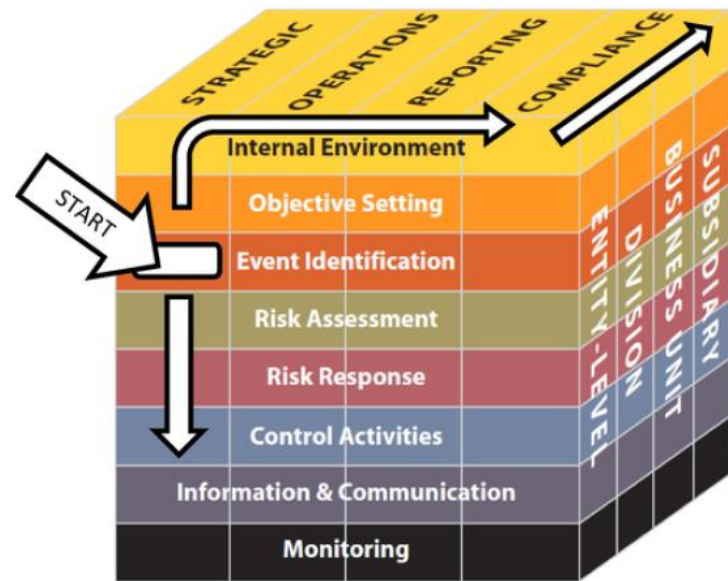 STRATEGIC
OPERATIONS
REPORTING
COMPLIANCE
Internal Environment
START
Objective Setting
Event Identification
Risk Assessment
Risk Response
Control Activities
Information & Communication
Monitoring
ENTITY-LEVEL
DIVISION
BUSINESS UNIT
SUBSIDIARY